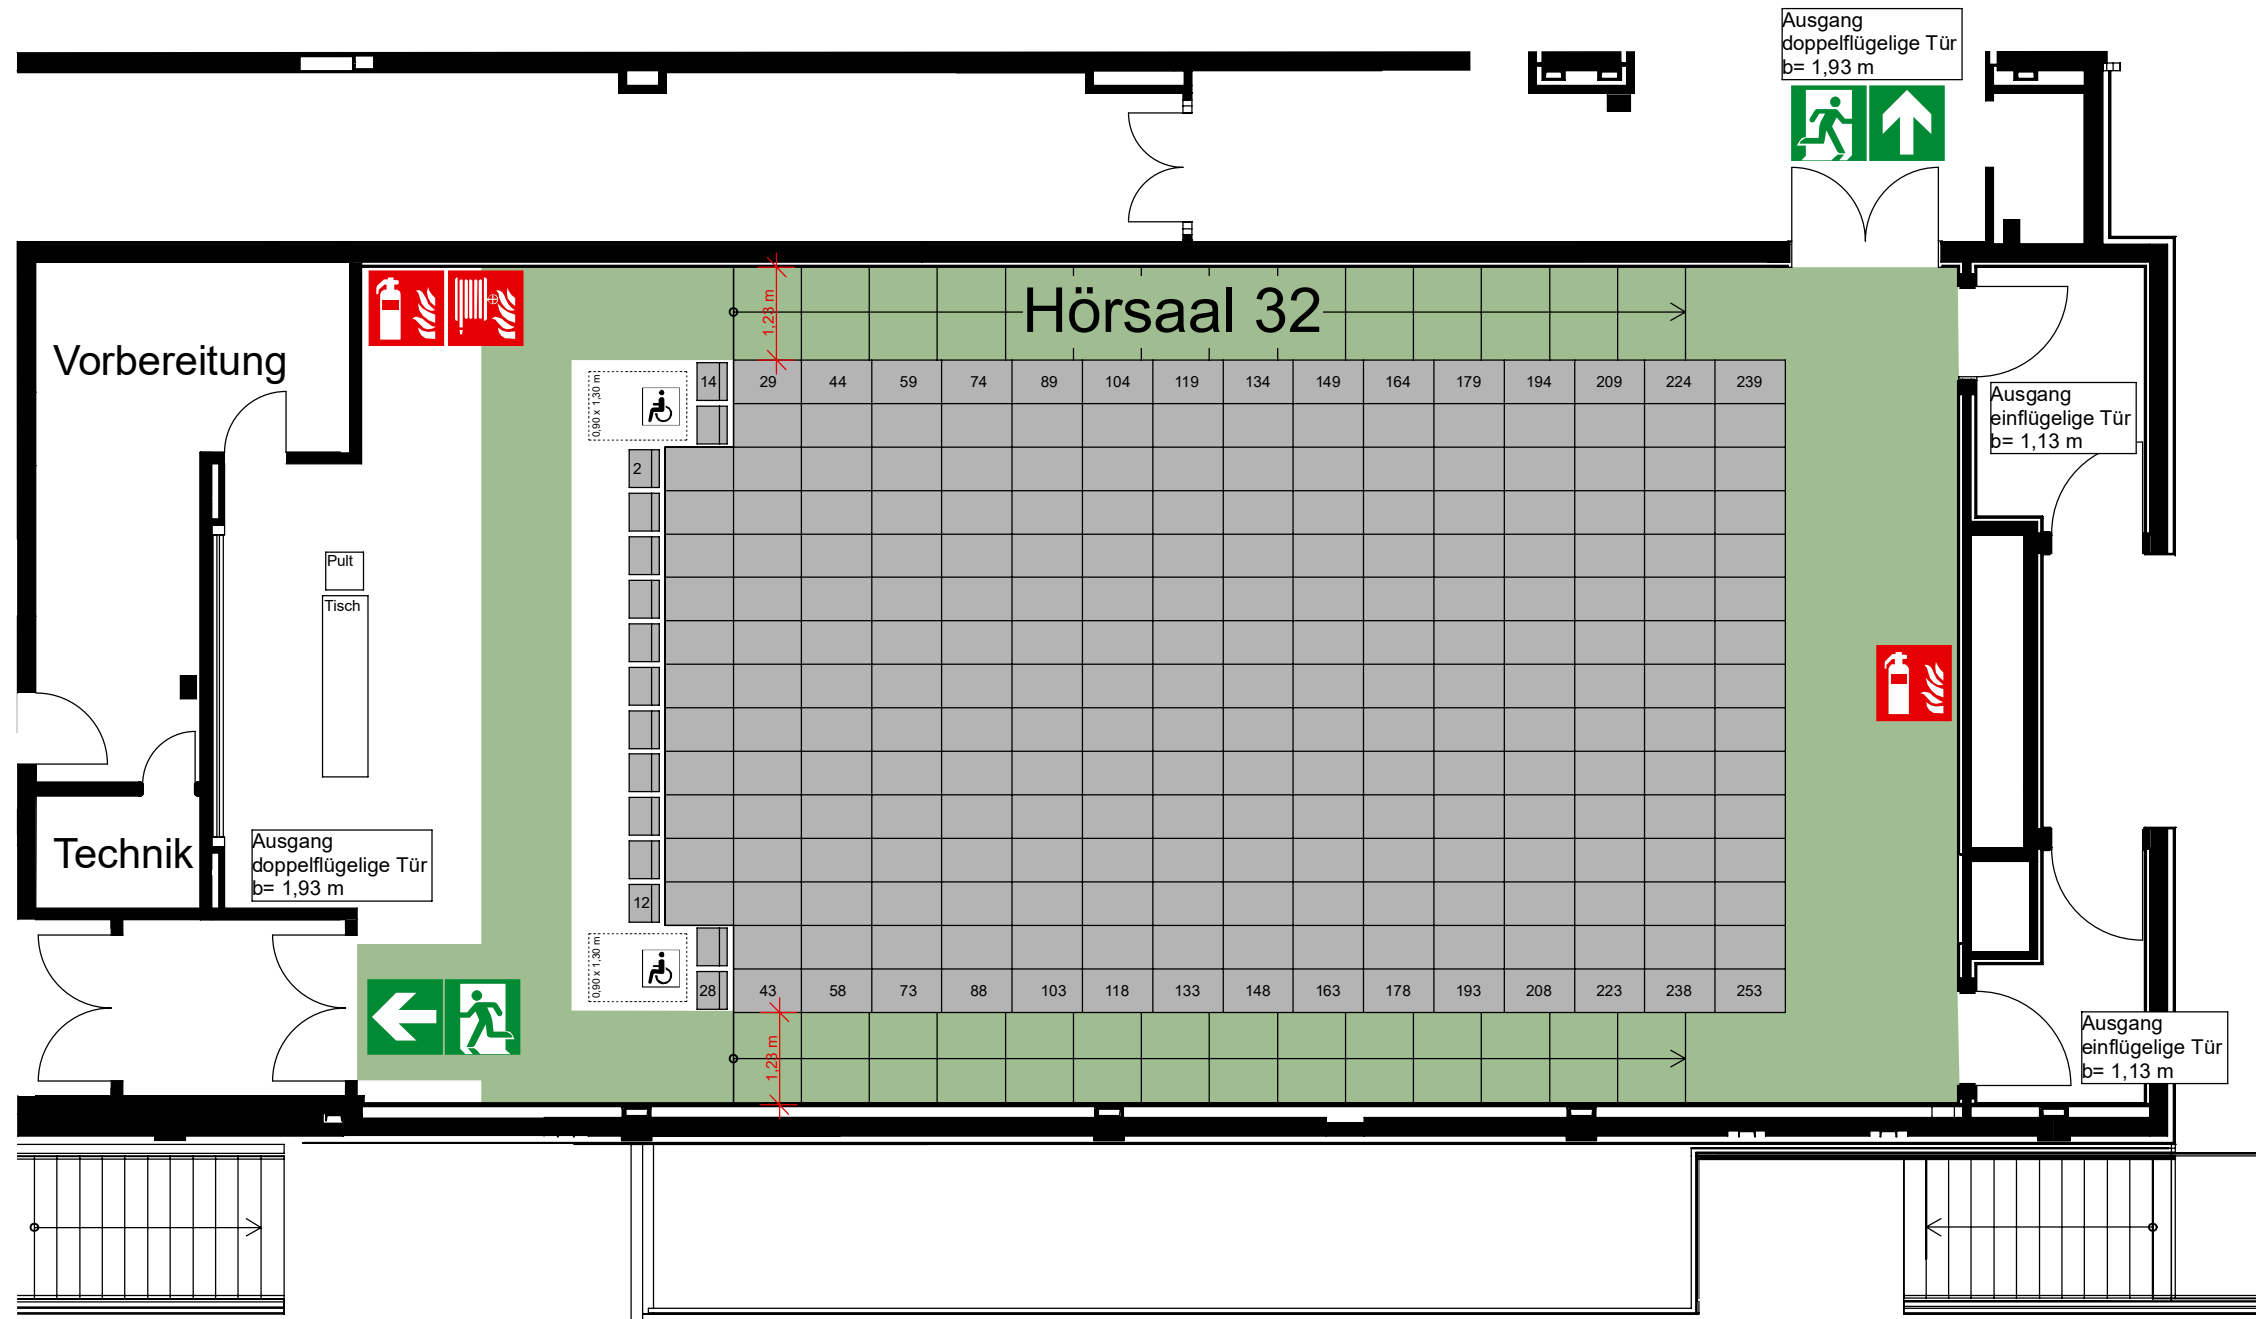 Ausgang
doppelflügelige Tür
b= 1,93 m
Hörsaal 32
1,23 m
Vorbereitung
0,90 x 1,30 m
14 29 44 59 74 89 104 119 134 149 164 179 194 209 224 239
Ausgang
einflügelige Tür
b= 1,13 m
2
Pult
Tisch
Technik
Ausgang
doppelflügelige Tür
b= 1,93 m
12
0,90 x 1,30 m
28 43 58 73 88 103 118 133 148 163 178 193 208 223 238 253
1,23 m
Ausgang
einflügelige Tür
b= 1,13 m